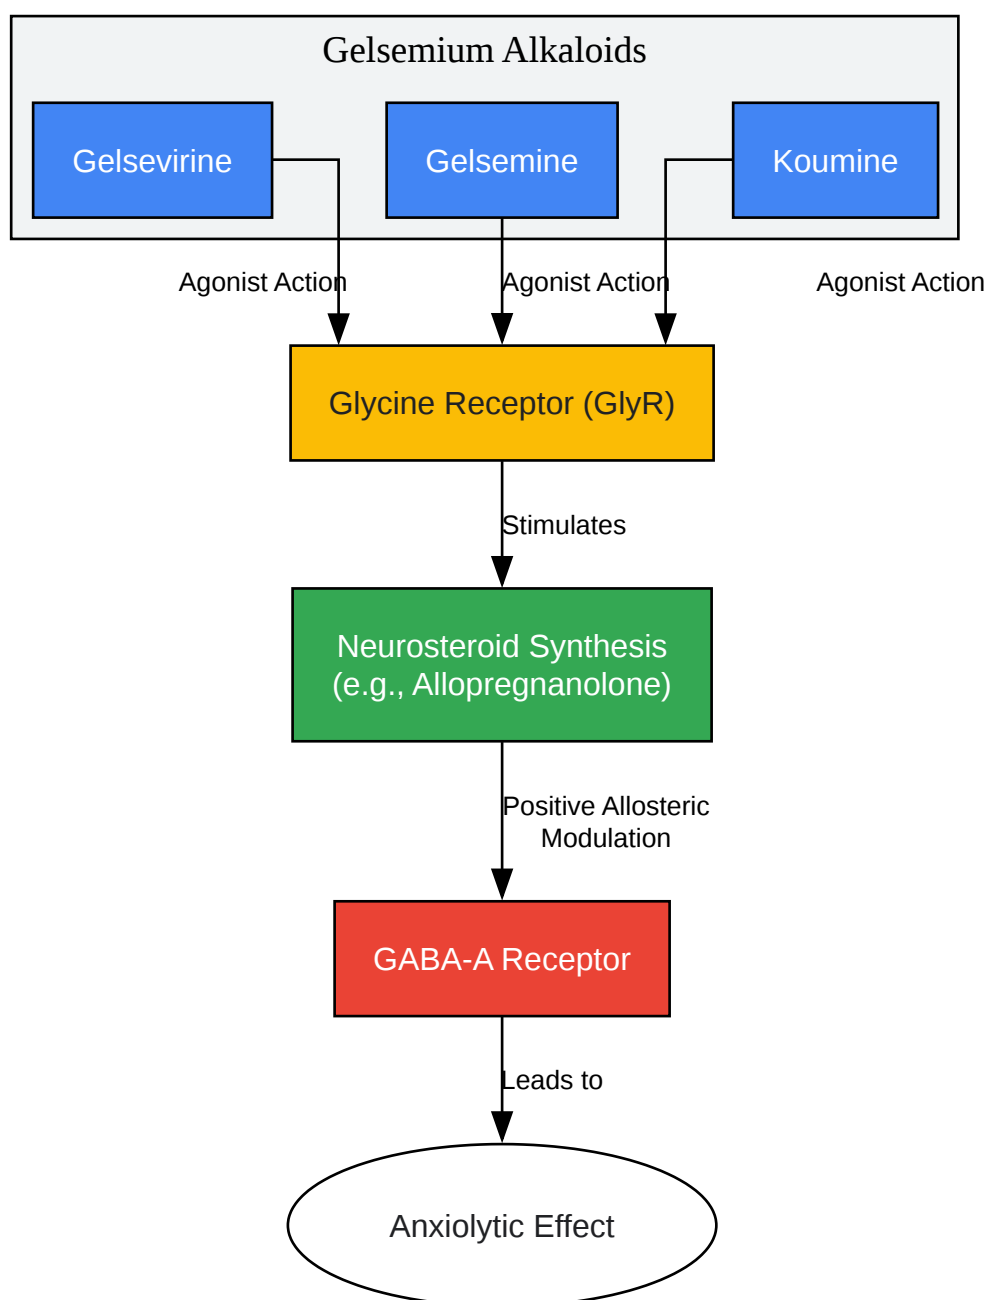 Gelsemium Alkaloids
Gelsevirine
Gelsemine
Koumine
Agonist Action
Agonist Action
Agonist Action
Glycine Receptor (GlyR)
Stimulates
Neurosteroid Synthesis
(e.g., Allopregnanolone)
Positive Allosteric
Modulation
GABA-A Receptor
Leads to
Anxiolytic Effect